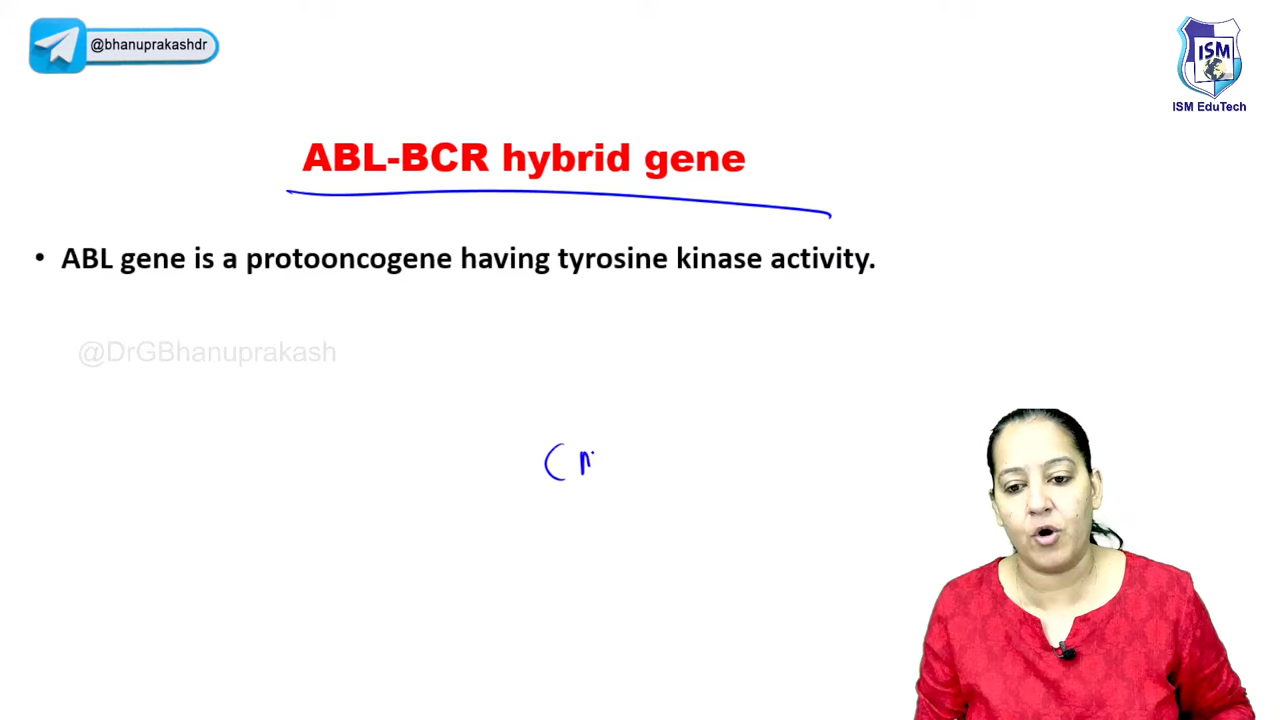 @bhanuprakashdr
ISM
ISM EduTech
ABL-BCR hybrid gene
• ABL gene is a protooncogene having tyrosine kinase activity.
@DrGBhanuprakash